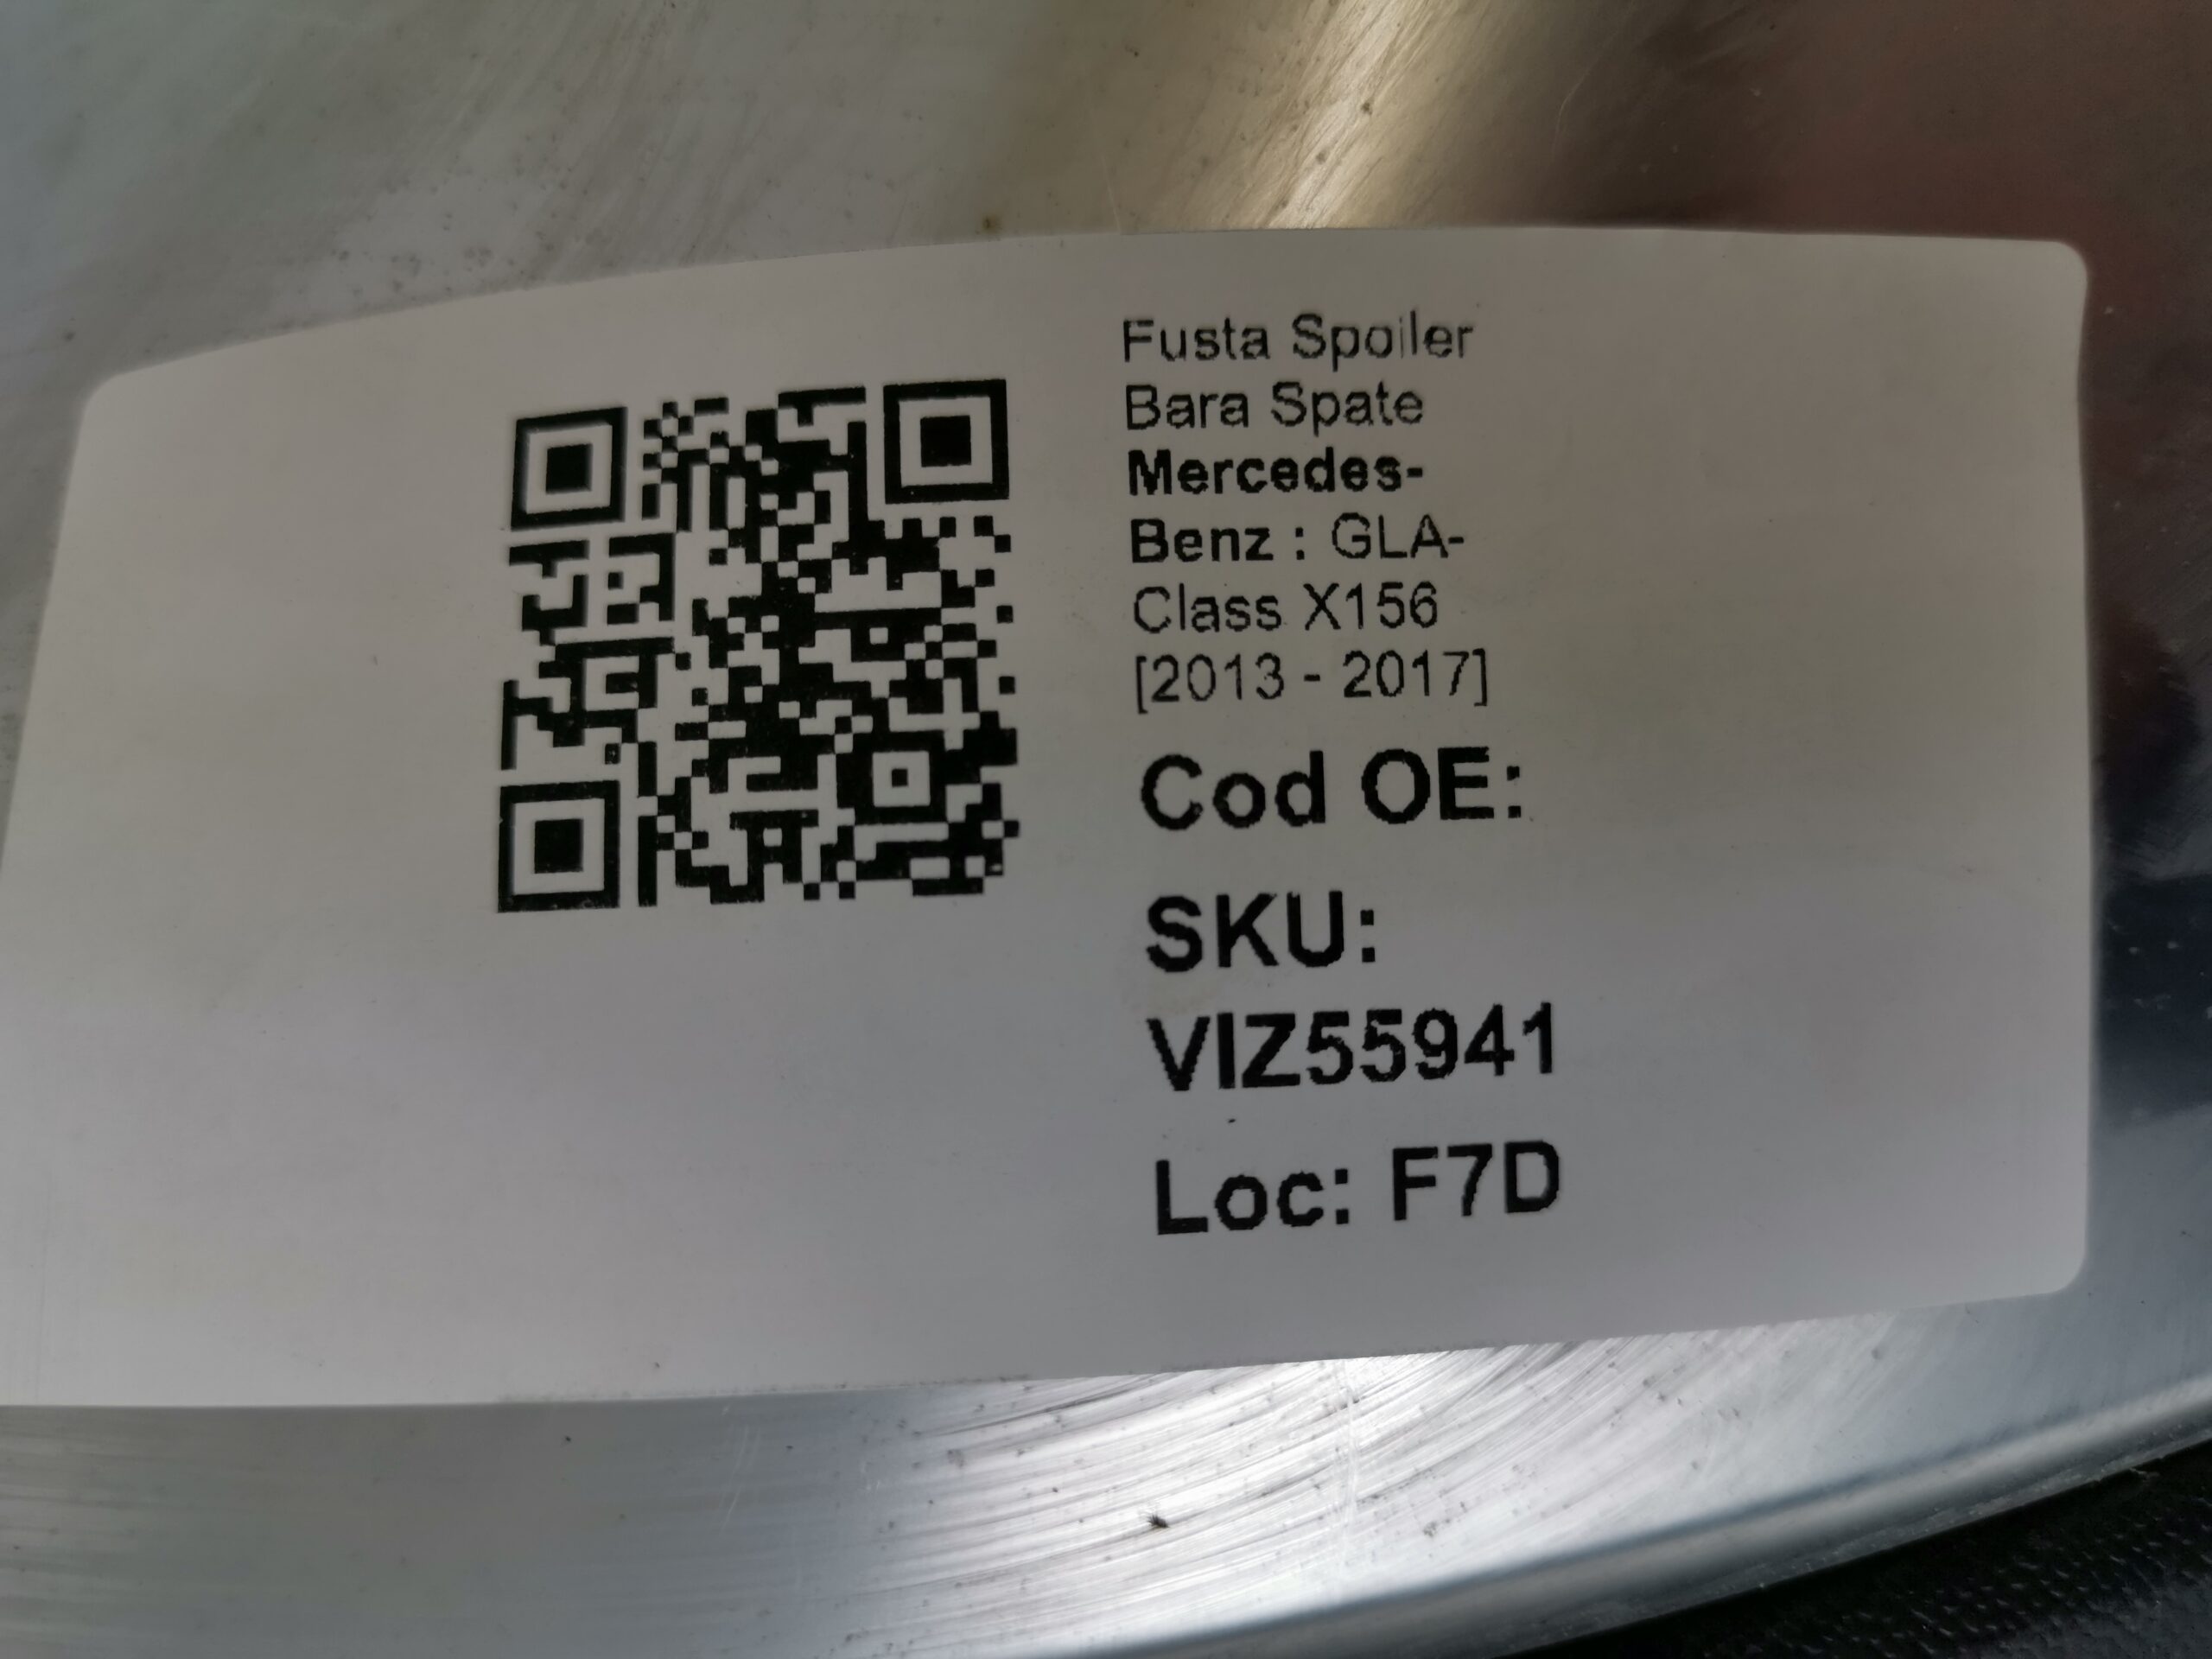 Fusta Spoiler
Bara Spate
Mercedes-
Benz : GLA-
Class X156
[2013 - 2017]
Cod OE:
SKU:
VIZ55941
Loc: F7D